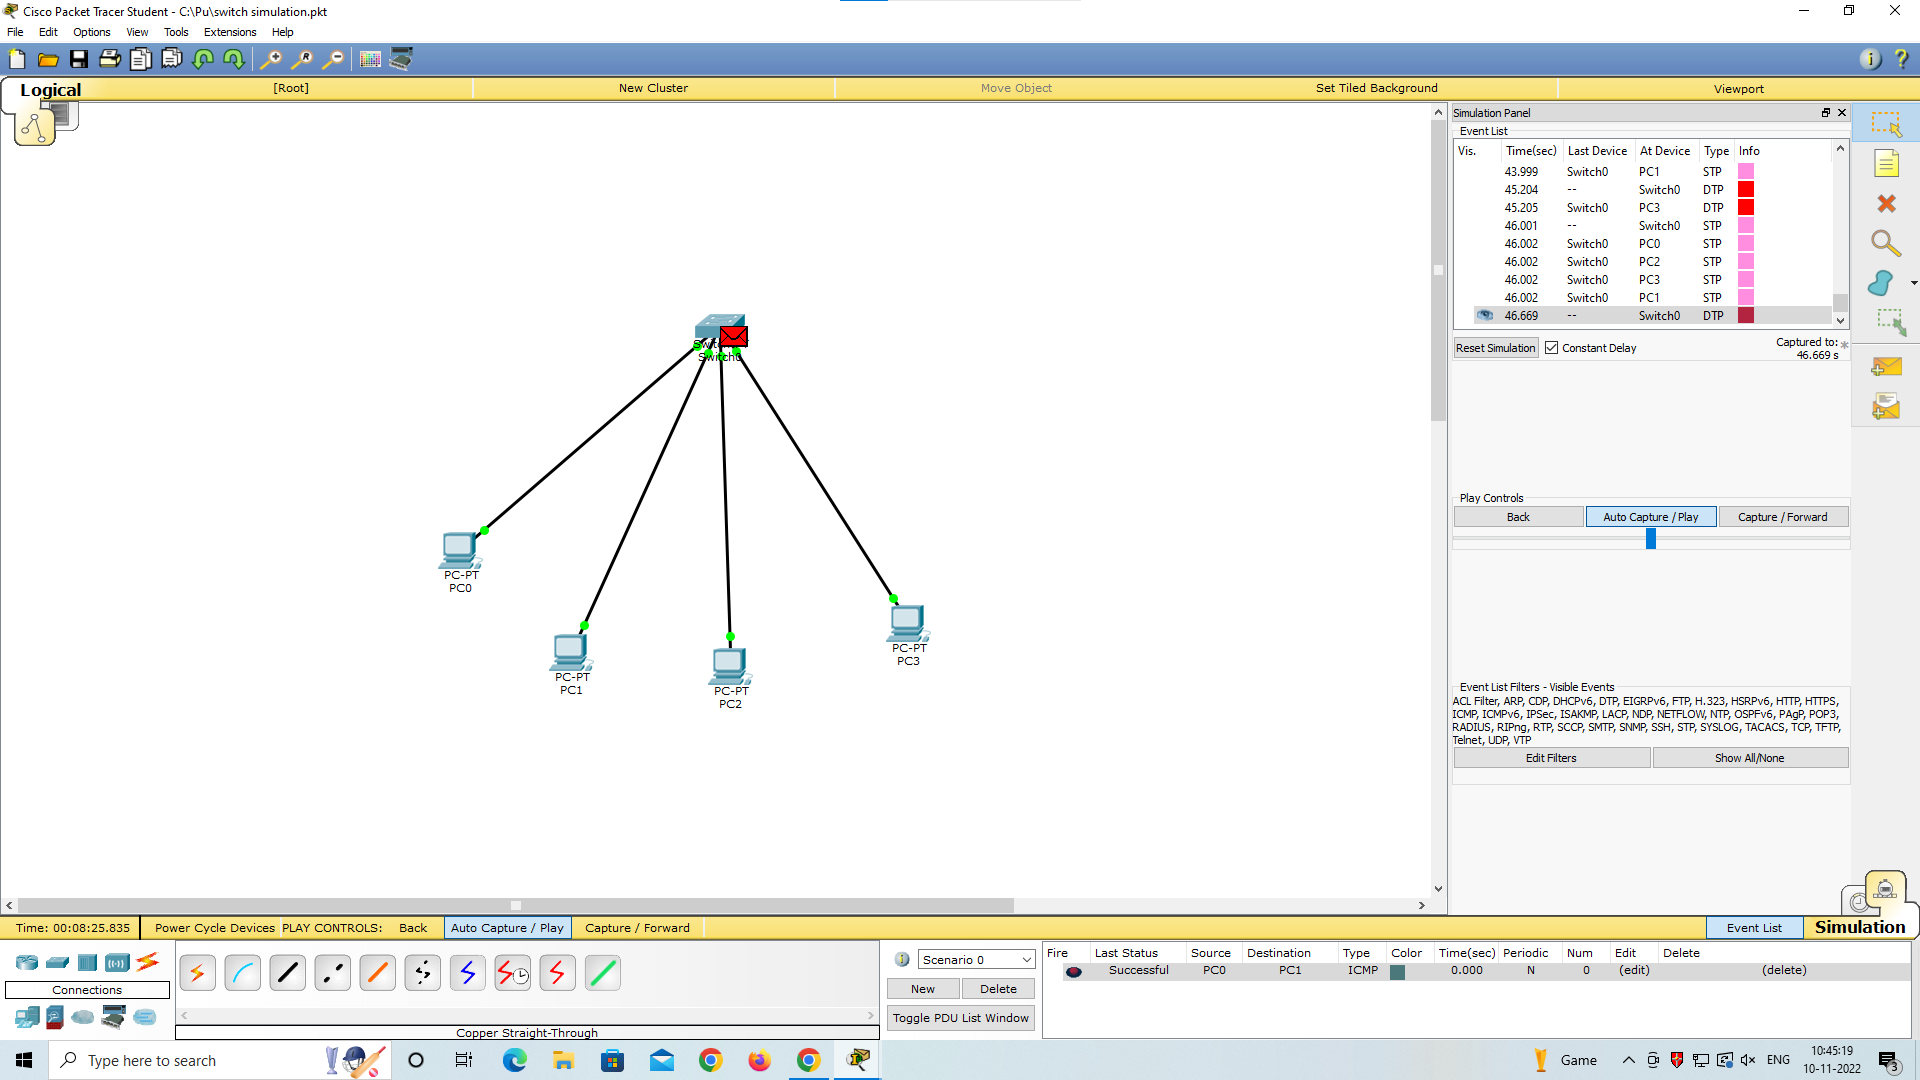 Cisco Packet Tracer Student - C:\Pu\switch simulation.pkt
File Edit Options View Tools Extensions Help
Logical [Root] New Cluster Move Object Set Tiled Background Viewport
Simulation Panel
Event List
Vis. Time(sec) Last Device At Device Type Info
43.999 Switch0 PC1 STP
45.204 -- Switch0 DTP
45.205 Switch0 PC3 DTP
46.001 -- Switch0 STP
46.002 Switch0 PC0 STP
46.002 Switch0 PC2 STP
46.002 Switch0 PC3 STP
46.002 Switch0 PC1 STP
46.669 -- Switch0 DTP
Reset Simulation Constant Delay Captured to:
46.669 s
Switch0
PC-PT
PC0
PC-PT
PC1
PC-PT
PC2
PC-PT
PC3
Play Controls
Back Auto Capture / Play Capture / Forward
Event List Filters - Visible Events
ACL Filter, ARP, CDP, DHCPv6, DTP, EIGRPv6, FTP, H.323, HSRPv6, HTTP, HTTPS,
ICMP, ICMPv6, IPSec, ISAKMP, LACP, NDP, NETFLOW, NTP, OSPFv6, PAgP, POP3,
RADIUS, RIPng, RTP, SCCP, SMTP, SNMP, SSH, STP, SYSLOG, TACACS, TCP, TFTP,
Telnet, UDP, VTP
Edit Filters Show All/None
Time: 00:08:25.835 Power Cycle Devices PLAY CONTROLS: Back Auto Capture / Play Capture / Forward Event List Simulation
Connections
Copper Straight-Through
Scenario 0
New Delete
Toggle PDU List Window
Fire Last Status Source Destination Type Color Time(sec) Periodic Num Edit Delete
Successful PC0 PC1 ICMP 0.000 N 0 (edit) (delete)
Type here to search
Game
ENG
10:45:19
10-11-2022
3